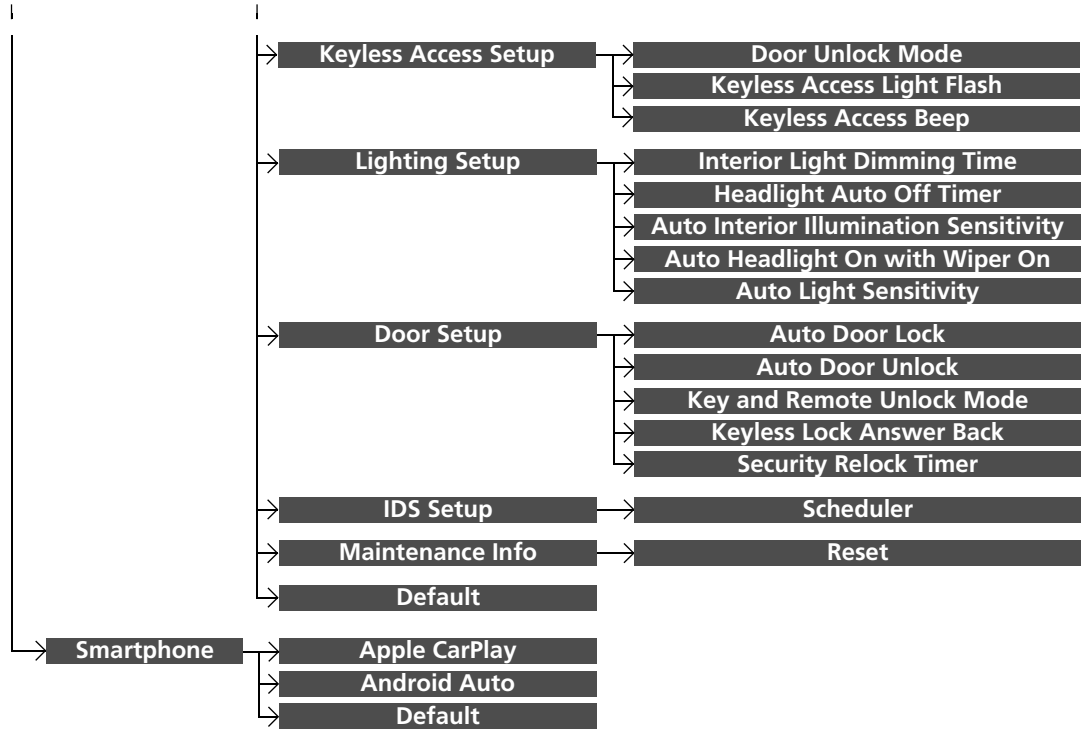 Keyless Access Setup
Door Unlock Mode
Keyless Access Light Flash
Keyless Access Beep
Lighting Setup
Interior Light Dimming Time
Headlight Auto Off Timer
Auto Interior Illumination Sensitivity
Auto Headlight On with Wiper On
Auto Light Sensitivity
Door Setup
Auto Door Lock
Auto Door Unlock
Key and Remote Unlock Mode
Keyless Lock Answer Back
Security Relock Timer
IDS Setup
Scheduler
Maintenance Info
Reset
Default
Smartphone
Apple CarPlay
Android Auto
Default